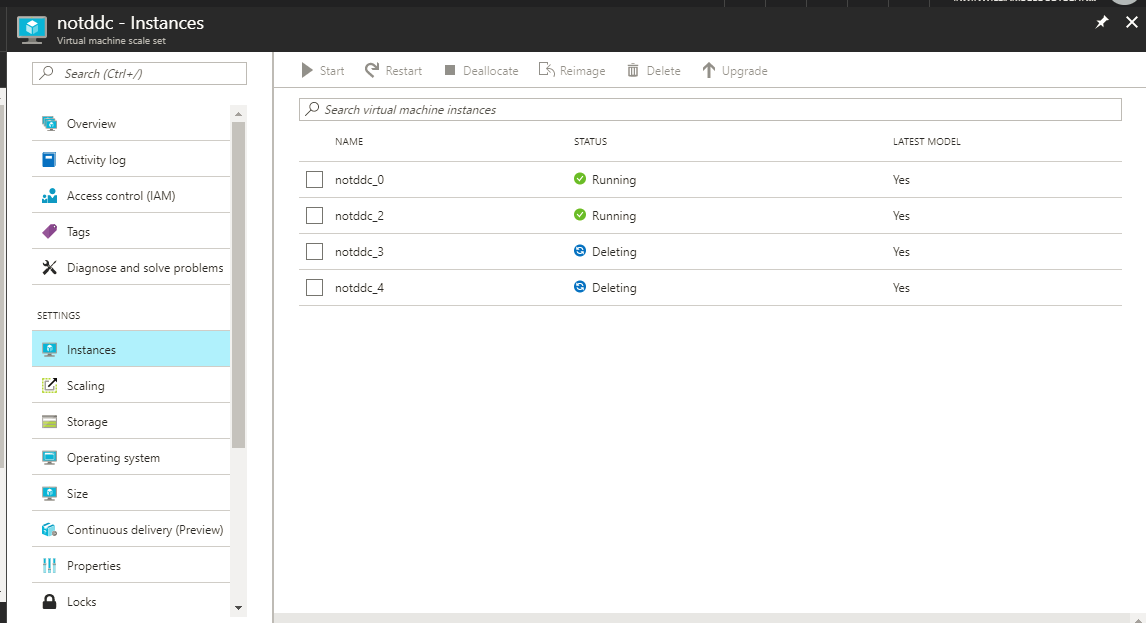 notddc - Instances
Virtual machine scale set
Search (Ctrl+/)
Overview
Activity log
Access control (IAM)
Tags
Diagnose and solve problems
SETTINGS
Instances
Scaling
Storage
Operating system
Size
Continuous delivery (Preview)
Properties
Locks
Start Restart Deallocate Reimage Delete Upgrade
Search virtual machine instances
NAME STATUS LATEST MODEL
notddc_0 Running Yes
notddc_2 Running Yes
notddc_3 Deleting Yes
notddc_4 Deleting Yes